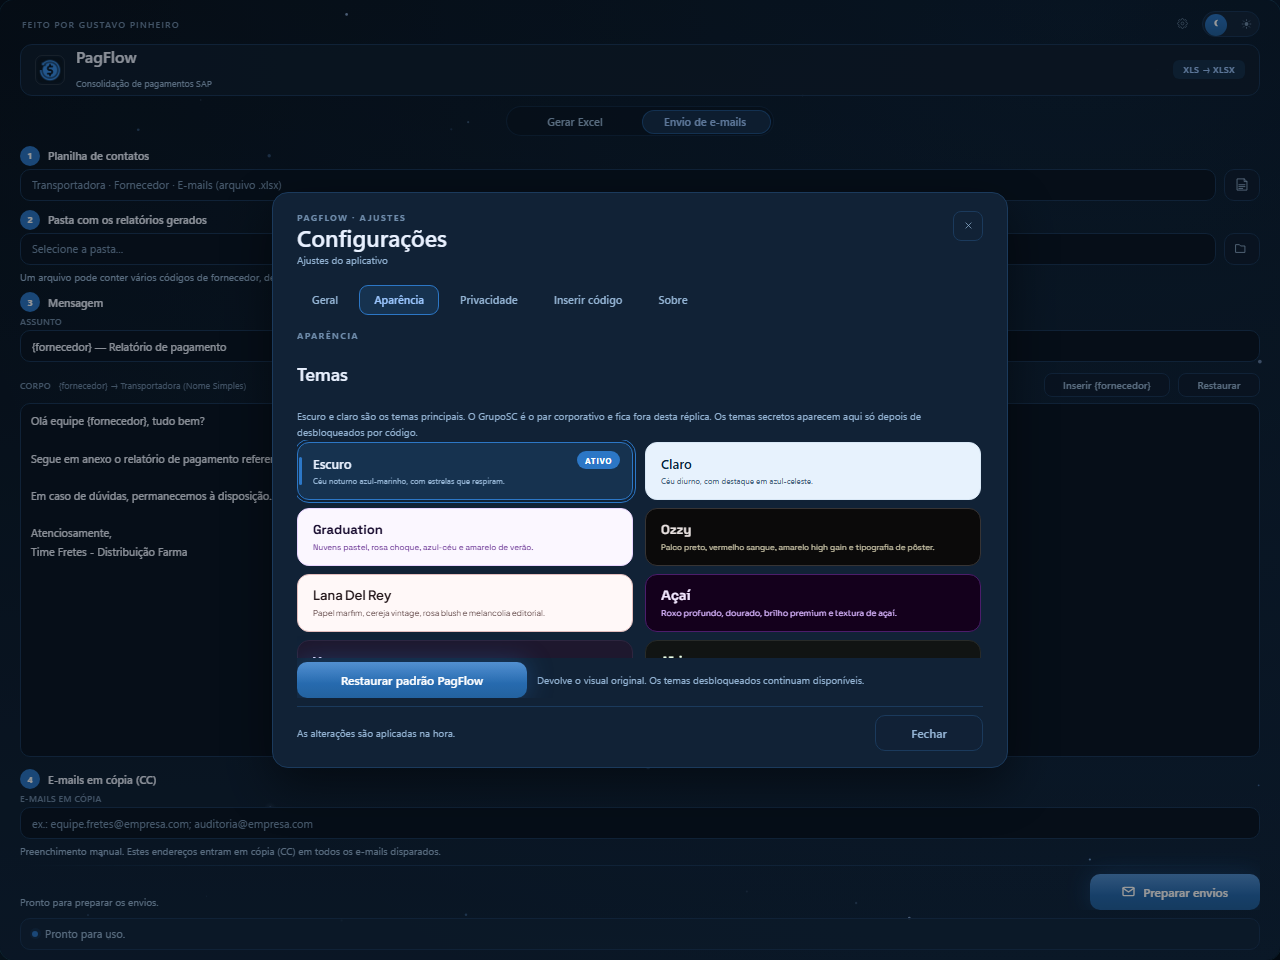 FEITO POR GUSTAVO PINHEIRO
PagFlow
Consolidação de pagamentos SAP
XLS → XLSX
Gerar Excel
Envio de e-mails
1 Planilha de contatos
Transportadora · Fornecedor · E-mails (arquivo .xlsx)
2 Pasta com os relatórios gerados
Selecione a pasta...
Um arquivo pode conter vários códigos de fornecedor,
3 Mensagem
ASSUNTO
{fornecedor} — Relatório de pagamento
CORPO {fornecedor} → Transportadora (Nome Simples)
Inserir {fornecedor}
Restaurar
Olá equipe {fornecedor}, tudo bem?
Segue em anexo o relatório de pagamento
Em caso de dúvidas, permanecemos à disposição.
Atenciosamente,
Time Fretes - Distribuição Farma
PAGFLOW · AJUSTES
Configurações
Ajustes do aplicativo
Geral
Aparência
Privacidade
Inserir código
Sobre
APARÊNCIA
Temas
Escuro e claro são os temas principais. O GrupoSC é o par corporativo e fica fora desta réplica. Os temas secretos aparecem aqui só depois de
desbloqueados por código.
Escuro
ATIVO
Céu noturno azul-marinho, com estrelas que respiram.
Claro
Céu diurno, com destaque em azul-celeste.
Graduation
Nuvens pastel, rosa choque, azul-céu e amarelo de verão.
Ozzy
Palco preto, vermelho sangue, amarelo high gain e tipografia de pôster.
Lana Del Rey
Papel marfim, cereja vintage, rosa blush e melancolia editorial.
Açaí
Roxo profundo, dourado, brilho premium e textura de açaí.
Restaurar padrão PagFlow
Devolve o visual original. Os temas desbloqueados continuam disponíveis.
As alterações são aplicadas na hora.
Fechar
4 E-mails em cópia (CC)
E-MAILS EM CÓPIA
ex.: equipe.fretes@empresa.com; auditoria@empresa.com
Preenchimento manual. Estes endereços entram em cópia (CC) em todos os e-mails disparados.
Pronto para preparar os envios.
Preparar envios
Pronto para uso.